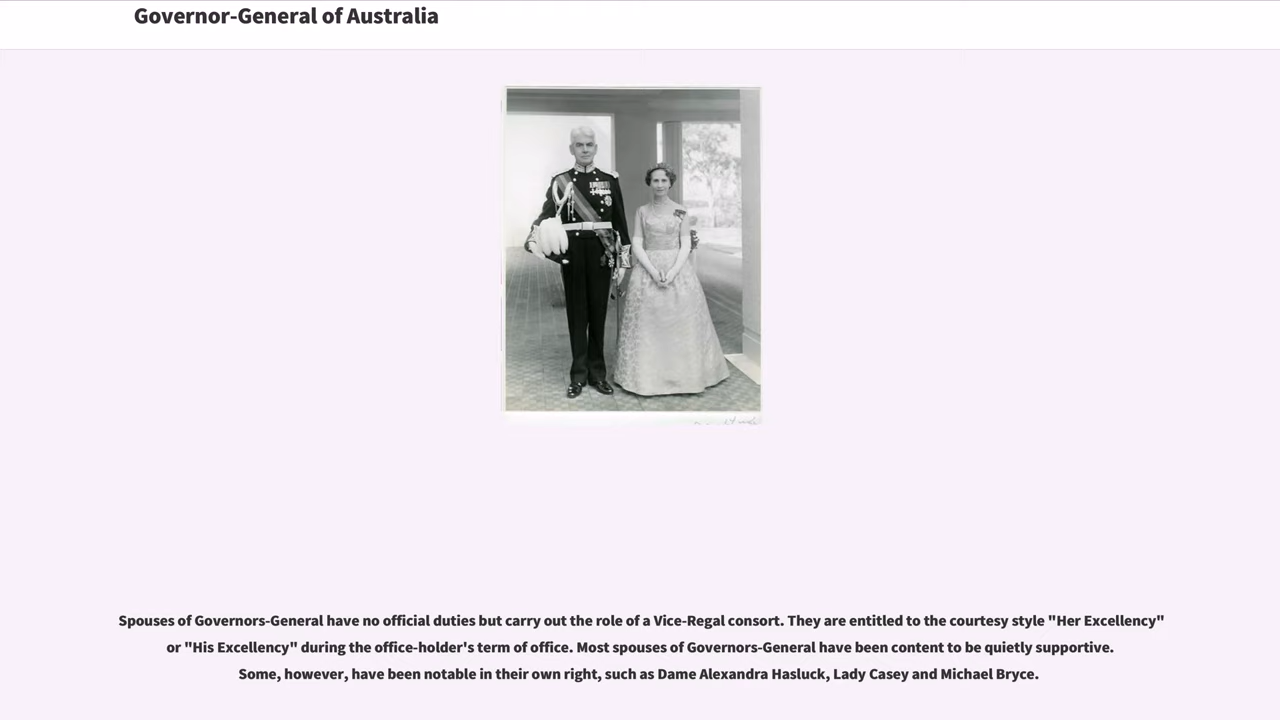 Governor-General of Australia
Spouses of Governors-General have no official duties but carry out the role of a Vice-Regal consort. They are entitled to the courtesy style "Her Excellency"
or "His Excellency" during the office-holder's term of office. Most spouses of Governors-General have been content to be quietly supportive.
Some, however, have been notable in their own right, such as Dame Alexandra Hasluck, Lady Casey and Michael Bryce.